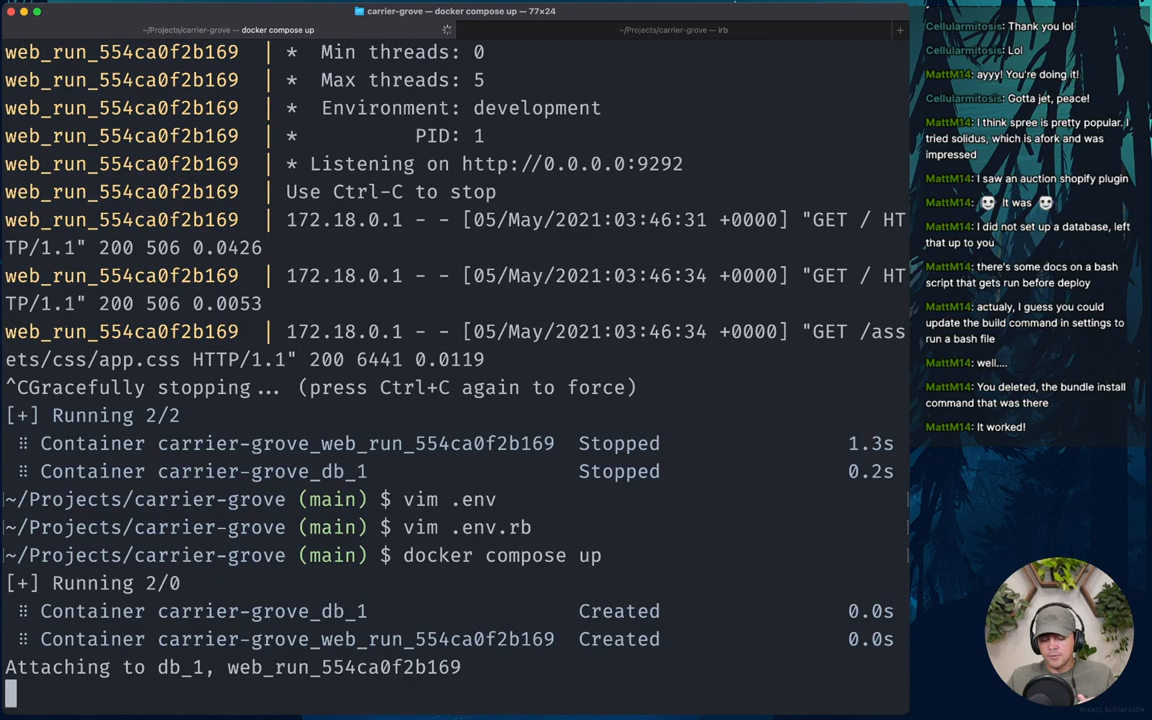 carrier-grove — docker compose up — 77×24
~/Projects/carrier-grove — docker compose up
~/Projects/carrier-grove — irb
+
web_run_554ca0f2b169 | * Min threads: 0
web_run_554ca0f2b169 | * Max threads: 5
web_run_554ca0f2b169 | * Environment: development
web_run_554ca0f2b169 | * PID: 1
web_run_554ca0f2b169 | * Listening on http://0.0.0.0:9292
web_run_554ca0f2b169 | Use Ctrl-C to stop
web_run_554ca0f2b169 | 172.18.0.1 - - [05/May/2021:03:46:31 +0000] "GET / HT
TP/1.1" 200 506 0.0426
web_run_554ca0f2b169 | 172.18.0.1 - - [05/May/2021:03:46:34 +0000] "GET / HT
TP/1.1" 200 506 0.0053
web_run_554ca0f2b169 | 172.18.0.1 - - [05/May/2021:03:46:34 +0000] "GET /ass
ets/css/app.css HTTP/1.1" 200 6441 0.0119
^CGracefully stopping... (press Ctrl+C again to force)
[+] Running 2/2
⠿ Container carrier-grove_web_run_554ca0f2b169 Stopped 1.3s
⠿ Container carrier-grove_db_1 Stopped 0.2s
~/Projects/carrier-grove (main) $ vim .env
~/Projects/carrier-grove (main) $ vim .env.rb
~/Projects/carrier-grove (main) $ docker compose up
[+] Running 2/0
⠿ Container carrier-grove_db_1 Created 0.0s
⠿ Container carrier-grove_web_run_554ca0f2b169 Created 0.0s
Attaching to db_1, web_run_554ca0f2b169
Cellularmitosis: Thank you lol
Cellularmitosis: Lol
MattM14: ayyy! You're doing it!
Cellularmitosis: Gotta jet, peace!
MattM14: I think spree is pretty popular. I
tried solidus, which is afork and was
impressed
MattM14: I saw an auction shopify plugin
MattM14: It was
MattM14: I did not set up a database, left
that up to you
MattM14: there's some docs on a bash
script that gets run before deploy
MattM14: actualy, I guess you could
update the build command in settings to
run a bash file
MattM14: well....
MattM14: You deleted, the bundle install
command that was there
MattM14: It worked!
MIKAEL GUSTAFSSON